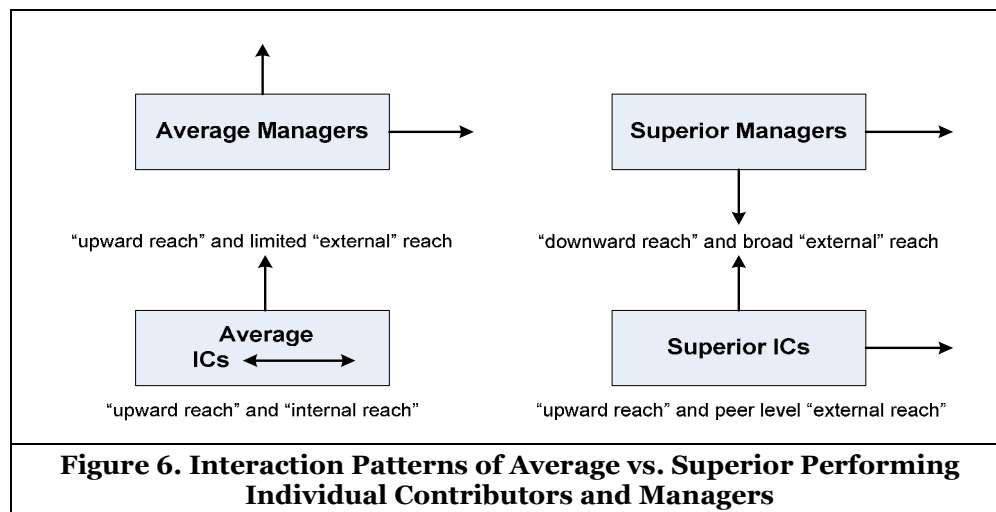 Average Managers
Superior Managers
“upward reach” and limited “external” reach
“downward reach” and broad “external” reach
Average
ICs
Superior ICs
“upward reach” and “internal reach”
“upward reach” and peer level “external reach”
Figure 6. Interaction Patterns of Average vs. Superior Performing
Individual Contributors and Managers